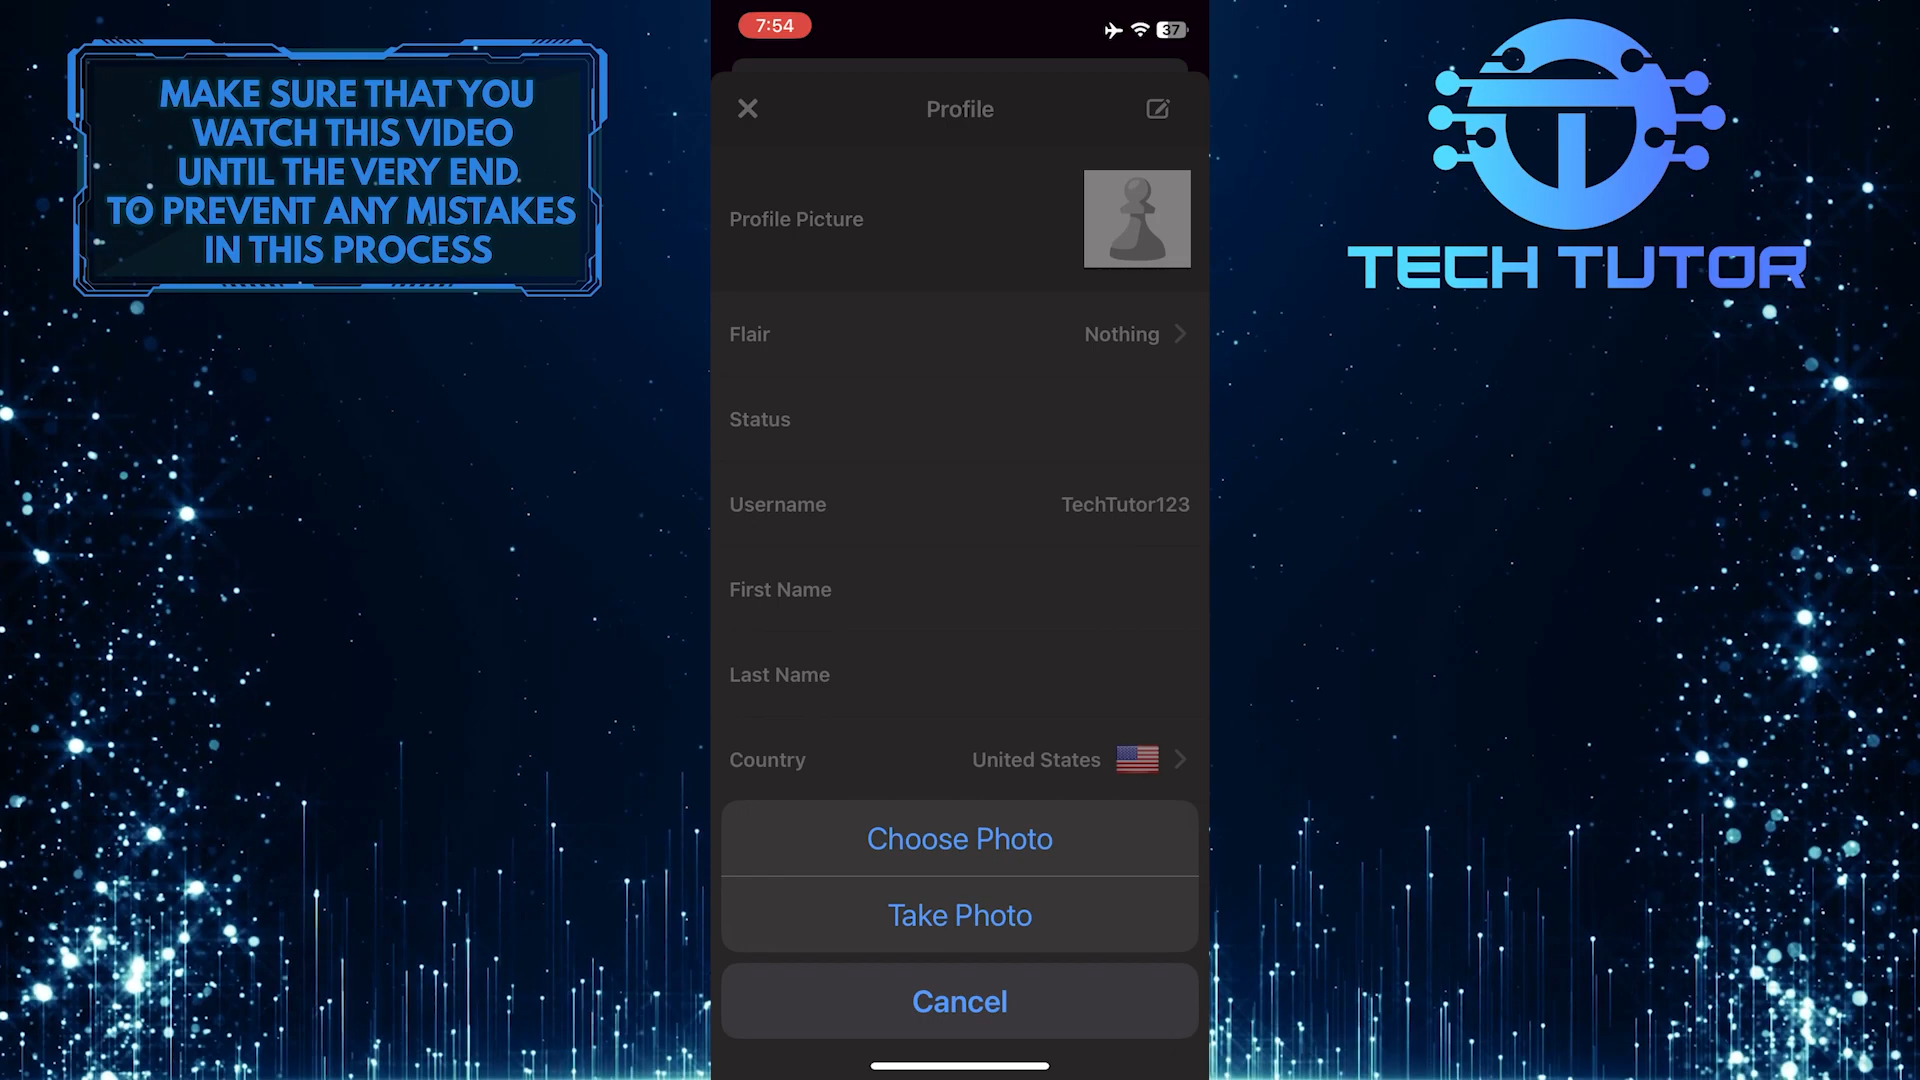 MAKE SURE THAT YOU
WATCH THIS VIDEO
UNTIL THE VERY END
TO PREVENT ANY MISTAKES
IN THIS PROCESS
7:54
37
Profile
Profile Picture
Flair
Nothing
Status
Username
TechTutor123
First Name
Last Name
Country
United States
Choose Photo
Take Photo
Cancel
TECH TUTOR